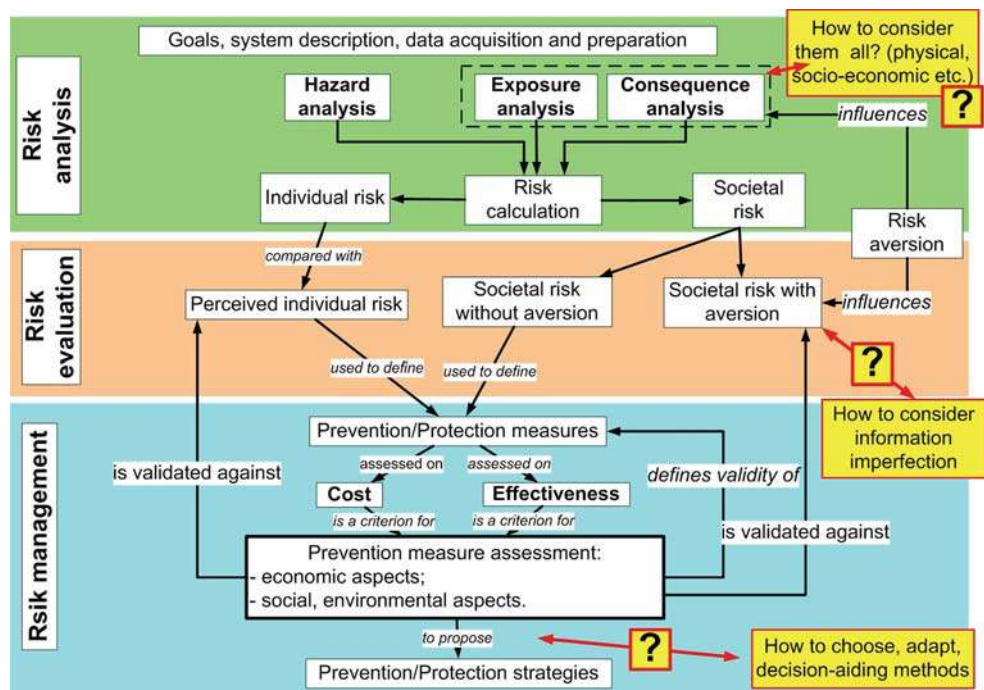 Goals, system description, data acquisition and preparation
How to consider
them all? (physical,
socio-economic etc.)
?
Risk
analysis
Hazard
analysis
Exposure
analysis
Consequence
analysis
influences
Individual risk
Risk
calculation
Societal
risk
Risk
aversion
Risk
evaluation
compared with
Perceived individual risk
Societal risk
without aversion
Societal risk with
aversion
influences
?
used to define
used to define
How to consider
information
imperfection
Rsik management
Prevention/Protection measures
is validated against
assessed on
assessed on
defines validity of
Cost
Effectiveness
is a criterion for
is a criterion for
is validated against
Prevention measure assessment:
- economic aspects;
- social, environmental aspects.
to propose
?
How to choose, adapt,
decision-aiding methods
Prevention/Protection strategies